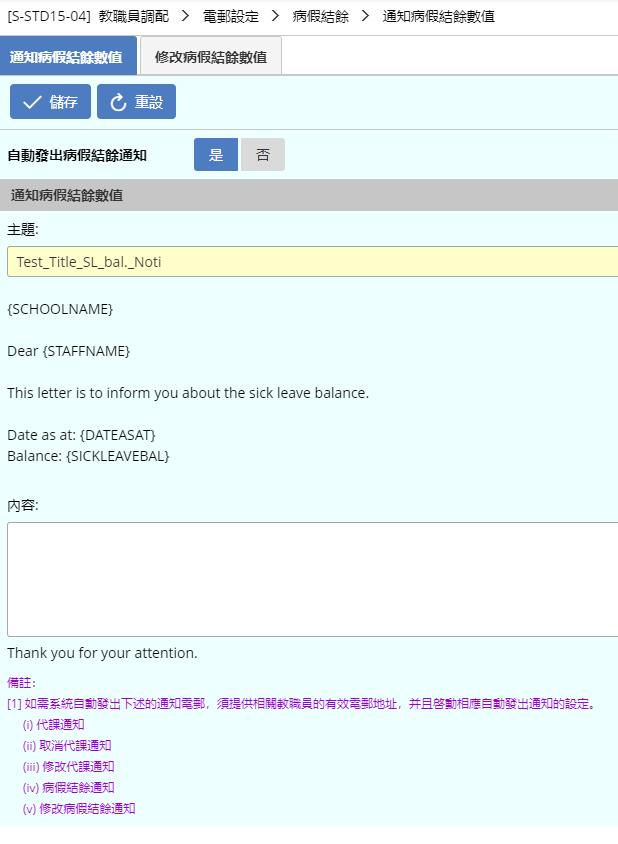 [S-STD15-04] 教職員調配 > 電郵設定 > 病假結餘 > 通知病假結餘數值
通知病假結餘數值 修改病假結餘數值
儲存 重設
自動發出病假結餘通知 是 否
通知病假結餘數值
主題:
Test_Title_SL_bal._Noti
{SCHOOLNAME}
Dear {STAFFNAME}
This letter is to inform you about the sick leave balance.
Date as at: {DATEASAT}
Balance: {SICKLEAVEBAL}
內容:
Thank you for your attention.
備註:
[1] 如需系統自動發出下述的通知電郵，須提供相關教職員的有效電郵地址，并且啓動相應自動發出通知的設定。
(i) 代課通知
(ii) 取消代課通知
(iii) 修改代課通知
(iv) 病假結餘通知
(v) 修改病假結餘通知